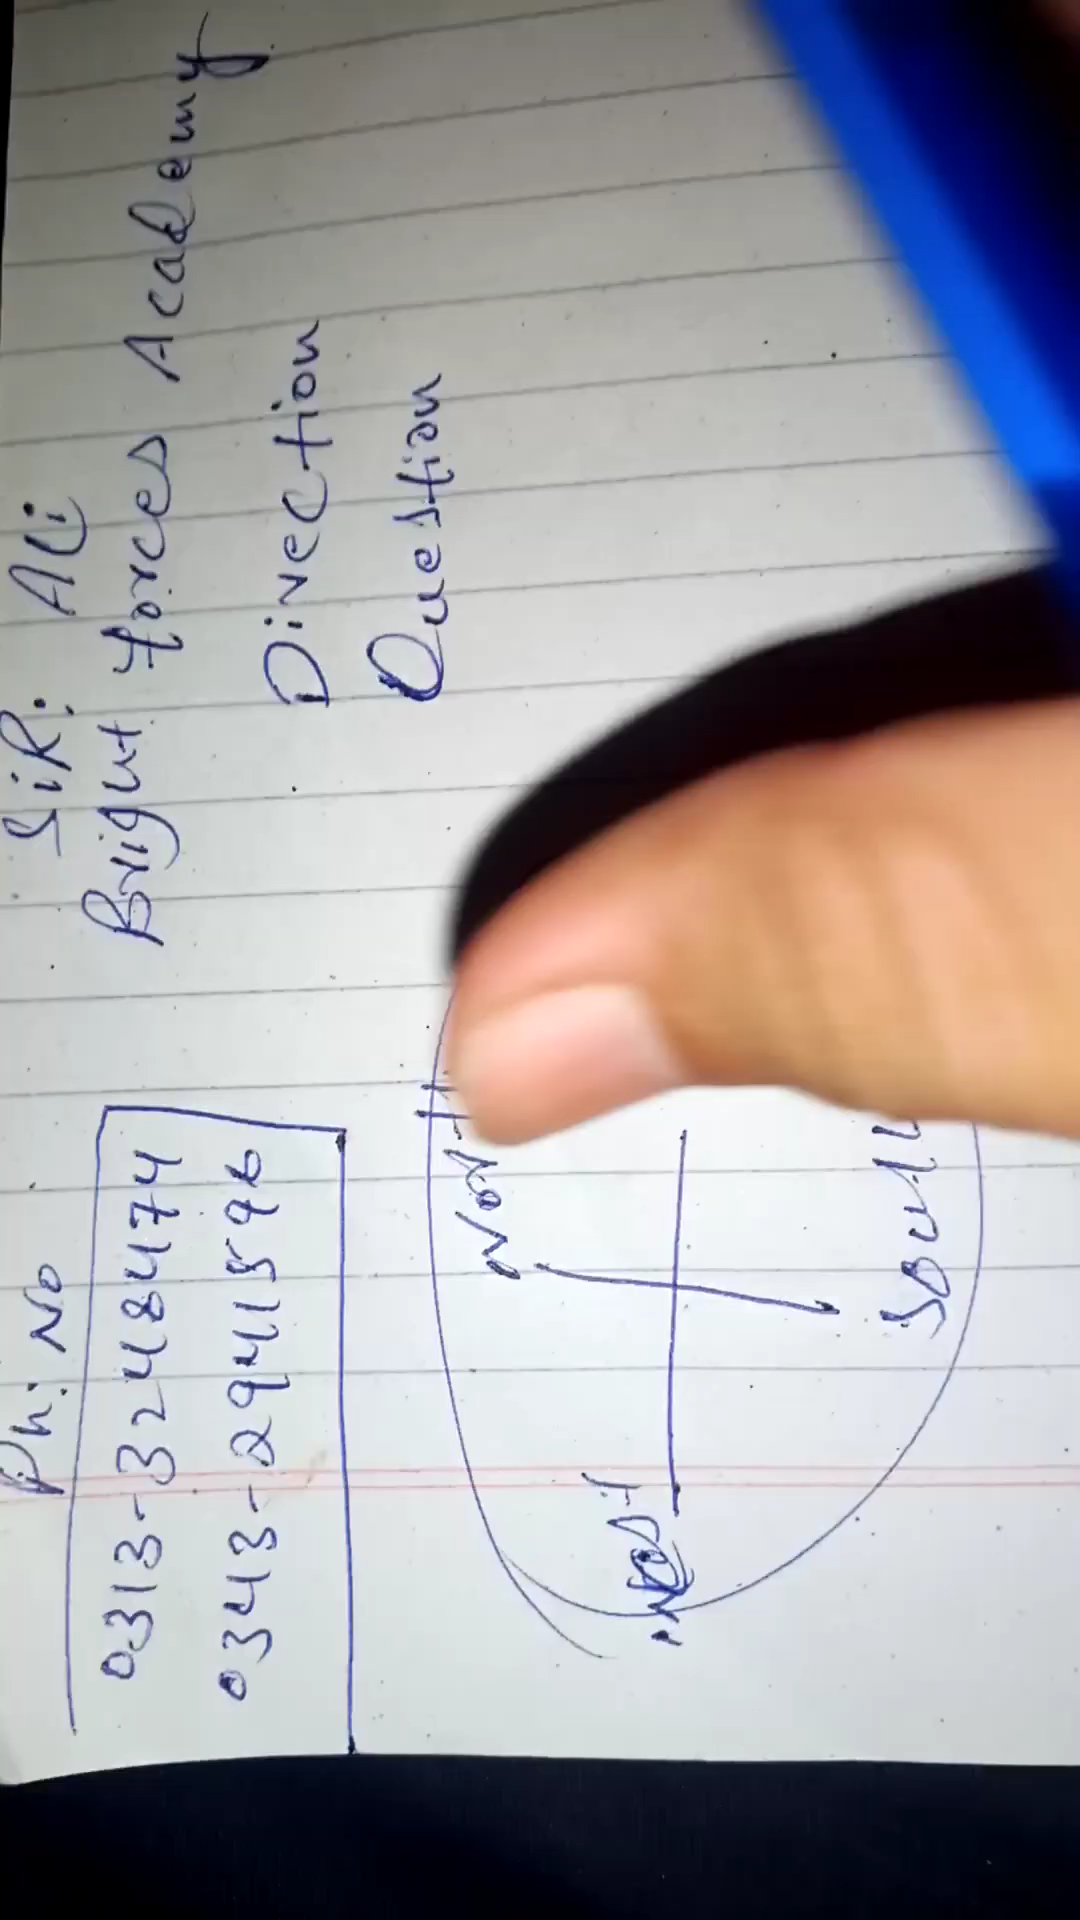 SiR: ALi
Bright forces Academy
Ph: No
0313-3248474
0343-2941596
Direction
Question
North
West
South